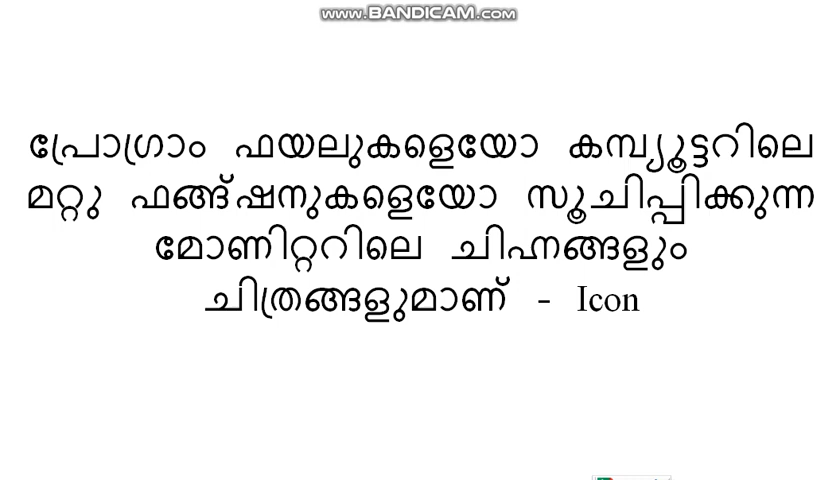 www.BANDICAM.com
പ്രോഗ്രാം ഫയലുകളെയോ കമ്പ്യൂട്ടറിലെ
മറ്റു ഫങ്ങ്ഷനുകളെയോ സൂചിപ്പിക്കുന്ന
മോണിറ്ററിലെ ചിഹ്നങ്ങളും
ചിത്രങ്ങളുമാണ് - Icon